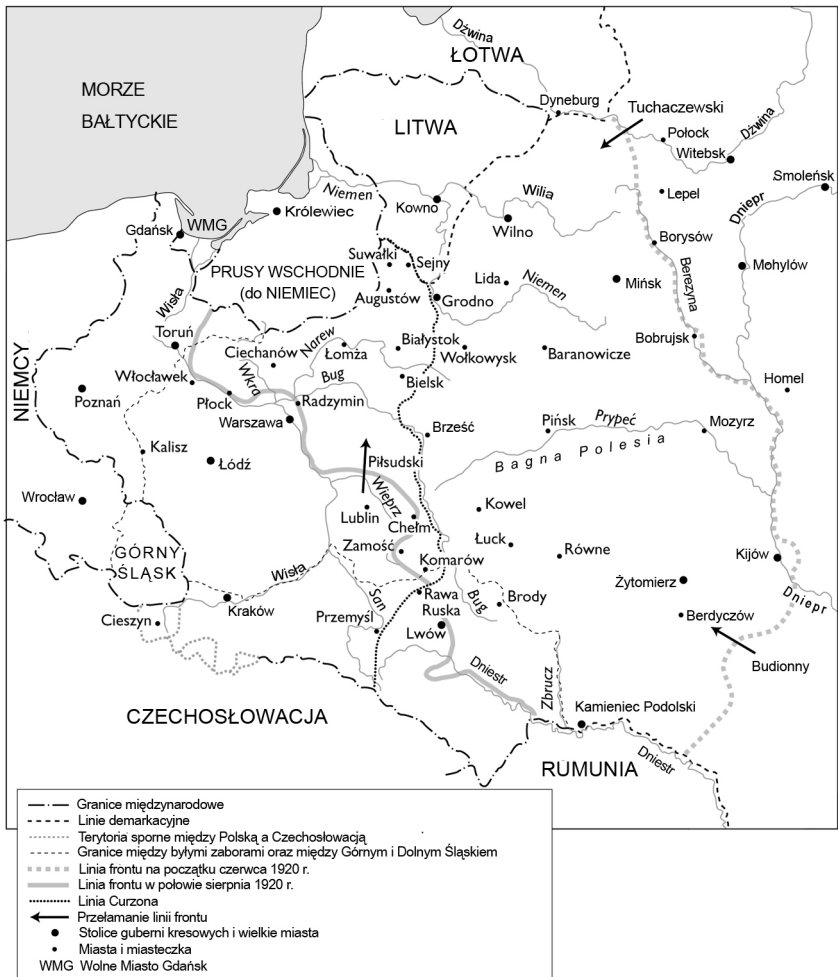 Dźwina
ŁOTWA
MORZE
BAŁTYCKIE
Dyneburg
Tuchaczewski
LITWA
Połock
Dźwina
Witebsk
Smoleńsk
Niemen
Wilia
Lepel
Dniepr
Królewiec
Kowno
WMG
Gdańsk
Wilno
Borysów
Suwałki
Sejny
PRUSY WSCHODNIE
(do NIEMIEC)
Lida
Niemen
Mińsk
Berezyna
Mohylów
Augustów
Grodno
Wisła
Toruń
Narew
Białystok
Bobrujsk
Ciechanów
Łomża
Wołkowysk
Baranowicze
NIEMCY
Włocławek
Wkra
Bug
Bielsk
Homel
Poznań
Płock
Radzymin
Warszawa
Brześć
Pińsk
Prypeć
Mozyrz
Kalisz
Bagna Polesia
Łódź
Piłsudski
Wrocław
Wieprz
Kowel
Lublin
Chełm
Łuck
GÓRNY
ŚLĄSK
Zamość
Równe
Kijów
Wisła
Komarów
Żytomierz
Kraków
San
Rawa
Ruska
Bug
Brody
Dniepr
Cieszyn
Przemyśl
Lwów
Berdyczów
Budionny
Dniestr
Zbrucz
CZECHOSŁOWACJA
Kamieniec Podolski
RUMUNIA
Dniestr
Granice międzynarodowe
Linie demarkacyjne
Terytoria sporne między Polską a Czechosłowacją
Granice między byłymi zaborami oraz między Górnym i Dolnym Śląskiem
Linia frontu na początku czerwca 1920 r.
Linia frontu w połowie sierpnia 1920 r.
Linia Curzona
Przełamanie linii frontu
Stolice guberni kresowych i wielkie miasta
Miasta i miasteczka
WMG Wolne Miasto Gdańsk